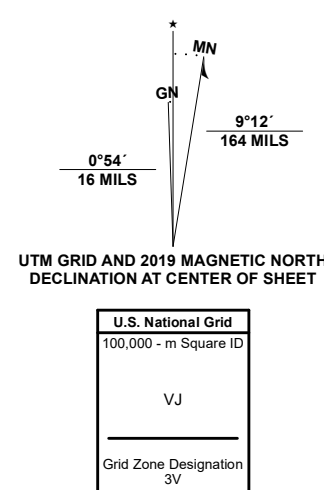 MN
GN
9°12´
164 MILS
0°54´
16 MILS
UTM GRID AND 2019 MAGNETIC NORTH
DECLINATION AT CENTER OF SHEET
U.S. National Grid
100,000 - m Square ID
VJ
Grid Zone Designation
3V